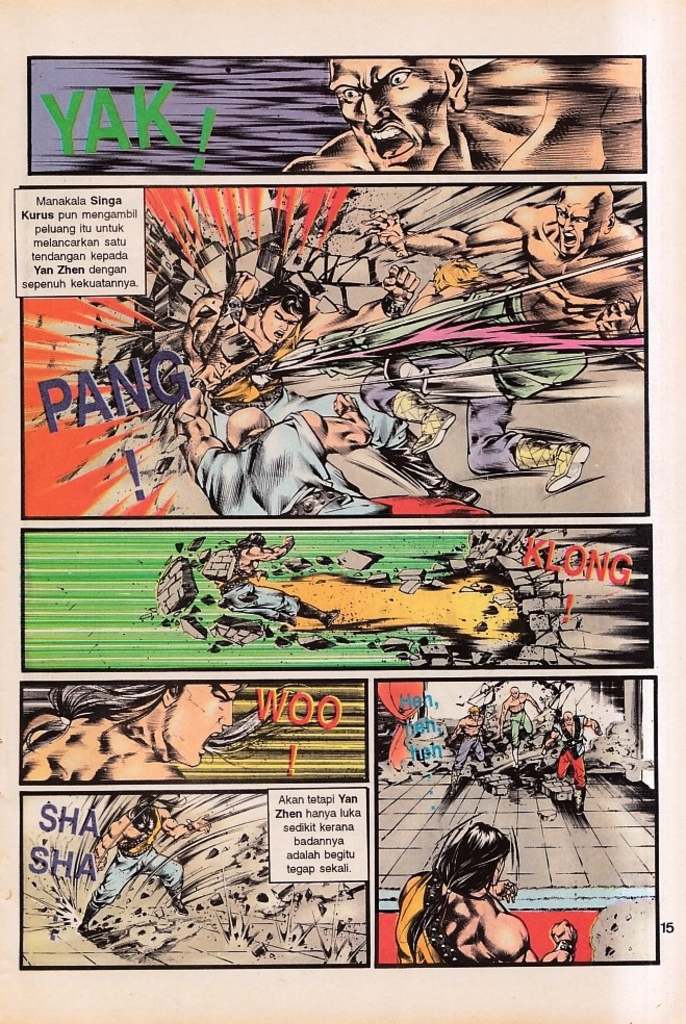 YAK!
Manakala Singa
Kurus pun mengambil
peluang itu untuk
melancarkan satu
tendangan kepada
Yan Zhen dengan
sepenuh kekuatannya.
PANG
!
KLONG
!
WOO
!
Heh,
heh,
heh
SHA
SHA
Akan tetapi Yan
Zhen hanya luka
sedikit kerana
badannya
adalah begitu
tegap sekali.
15